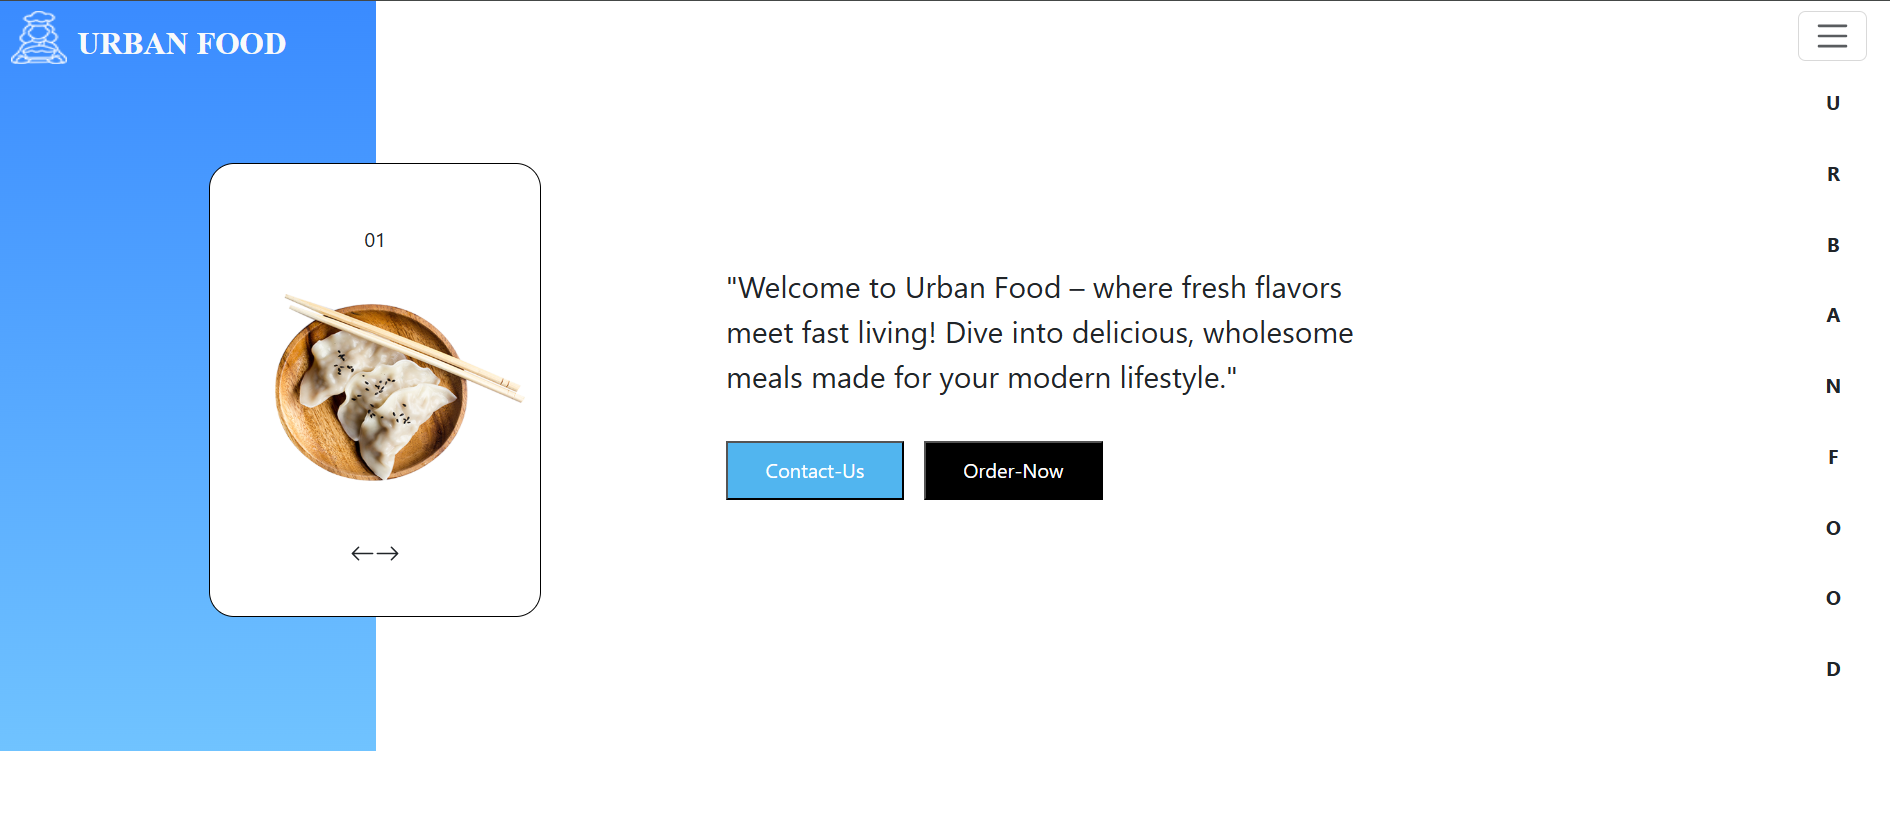 URBAN FOOD
01
"Welcome to Urban Food – where fresh flavors
meet fast living! Dive into delicious, wholesome
meals made for your modern lifestyle."
Contact-Us
Order-Now
U
R
B
A
N
F
O
O
D